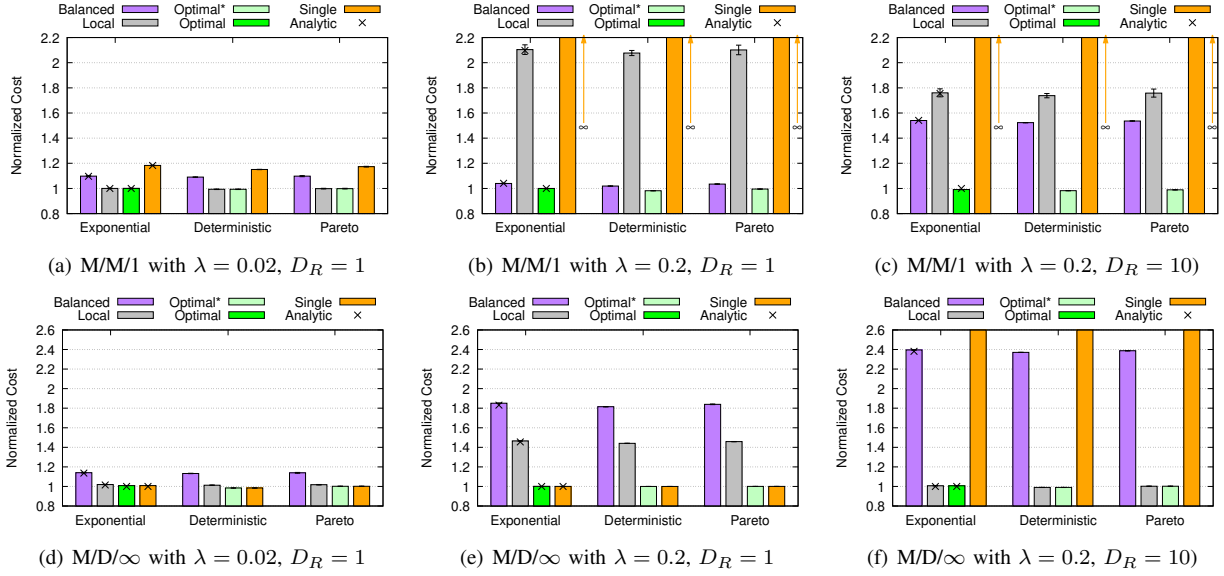 Balanced Optimal* Single
Local Optimal Analytic
Normalized Cost
2.2
2
1.8
1.6
1.4
1.2
1
0.8
Exponential Deterministic Pareto
(a) M/M/1 with λ = 0.02, D_R = 1
Balanced Optimal* Single
Local Optimal Analytic
Normalized Cost
2.2
2
1.8
1.6
1.4
1.2
1
0.8
∞ ∞ ∞
Exponential Deterministic Pareto
(b) M/M/1 with λ = 0.2, D_R = 1
Balanced Optimal* Single
Local Optimal Analytic
Normalized Cost
2.2
2
1.8
1.6
1.4
1.2
1
0.8
∞ ∞ ∞
Exponential Deterministic Pareto
(c) M/M/1 with λ = 0.2, D_R = 10)
Balanced Optimal* Single
Local Optimal Analytic
Normalized Cost
2.6
2.4
2.2
2
1.8
1.6
1.4
1.2
1
0.8
Exponential Deterministic Pareto
(d) M/D/∞ with λ = 0.02, D_R = 1
Balanced Optimal* Single
Local Optimal Analytic
Normalized Cost
2.6
2.4
2.2
2
1.8
1.6
1.4
1.2
1
0.8
Exponential Deterministic Pareto
(e) M/D/∞ with λ = 0.2, D_R = 1
Balanced Optimal* Single
Local Optimal Analytic
Normalized Cost
2.6
2.4
2.2
2
1.8
1.6
1.4
1.2
1
0.8
Exponential Deterministic Pareto
(f) M/D/∞ with λ = 0.2, D_R = 10)